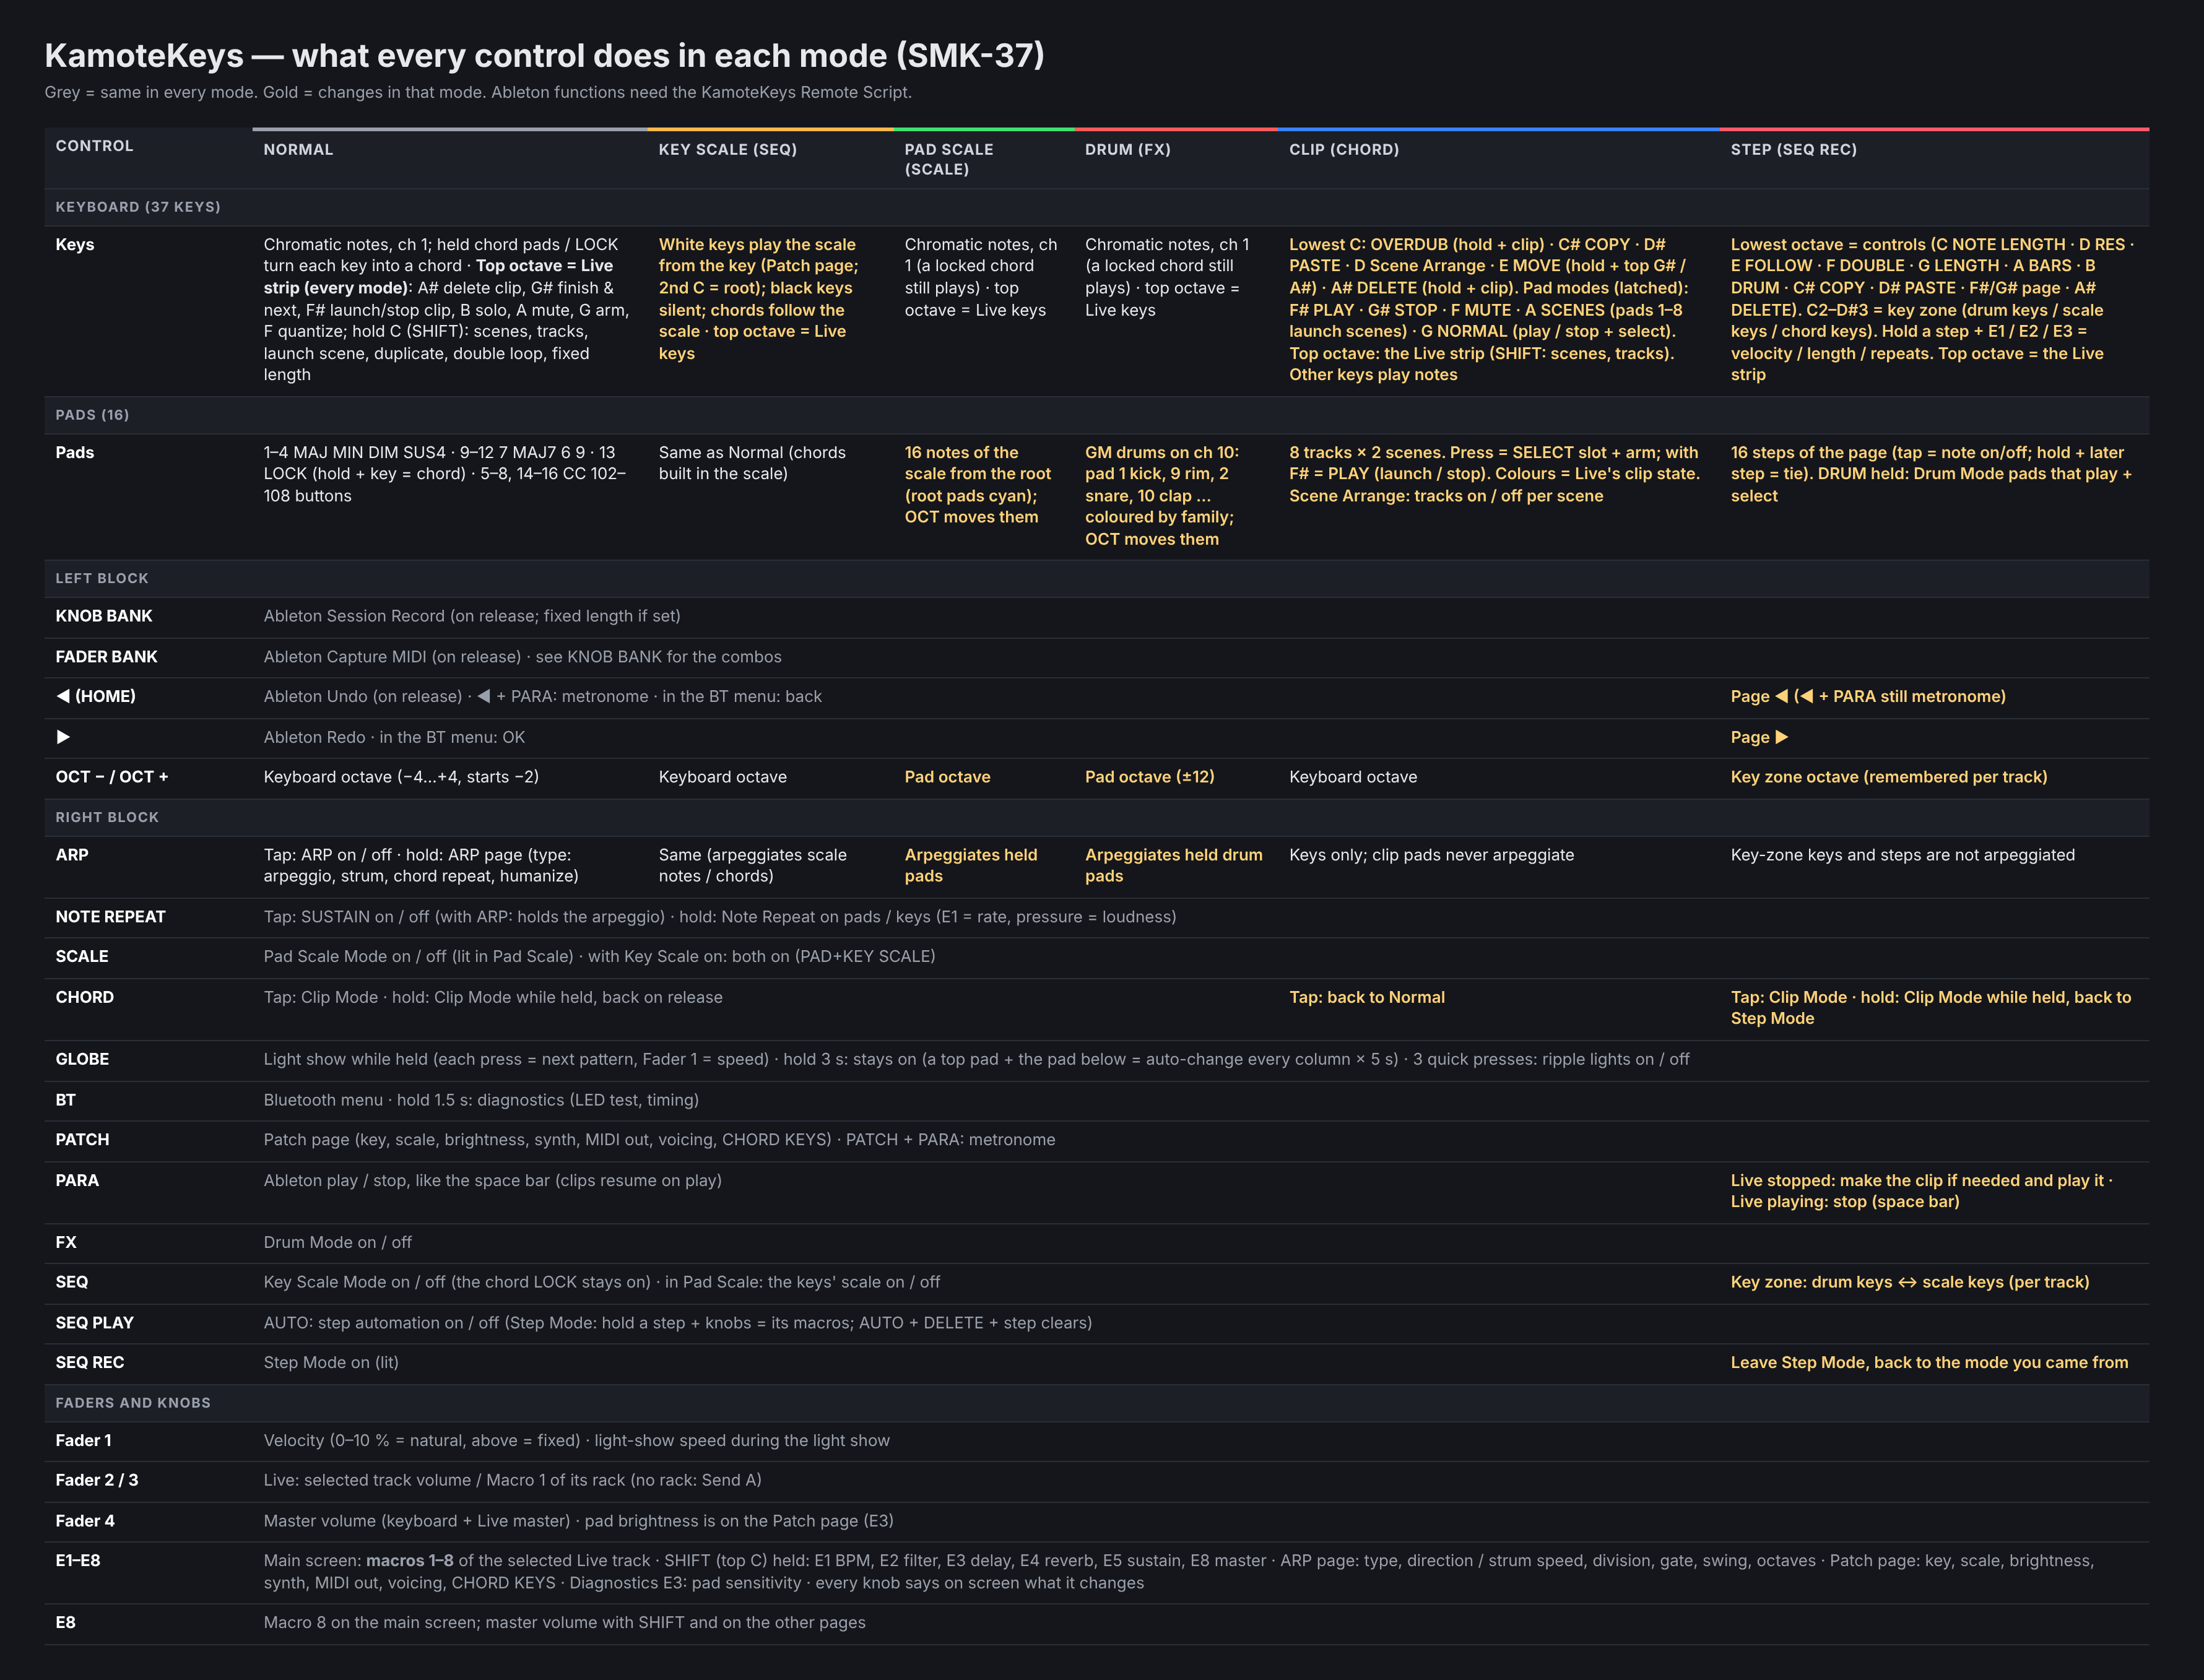 KamoteKeys — what every control does in each mode (SMK-37)
Grey = same in every mode. Gold = changes in that mode. Ableton functions need the KamoteKeys Remote Script.
CONTROL
NORMAL
KEY SCALE (SEQ)
PAD SCALE
(SCALE)
DRUM (FX)
CLIP (CHORD)
STEP (SEQ REC)
KEYBOARD (37 KEYS)
Keys
Chromatic notes, ch 1; held chord pads / LOCK
turn each key into a chord · Top octave = Live
strip (every mode): A# delete clip, G# finish &
next, F# launch/stop clip, B solo, A mute, G arm,
F quantize; hold C (SHIFT): scenes, tracks,
launch scene, duplicate, double loop, fixed
length
White keys play the scale
from the key (Patch page;
2nd C = root); black keys
silent; chords follow the
scale · top octave = Live
keys
Chromatic notes, ch
1 (a locked chord
still plays) · top
octave = Live keys
Chromatic notes, ch 1
(a locked chord still
plays) · top octave =
Live keys
Lowest C: OVERDUB (hold + clip) · C# COPY · D#
PASTE · D Scene Arrange · E MOVE (hold + top G# /
A#) · A# DELETE (hold + clip). Pad modes (latched):
F# PLAY · G# STOP · F MUTE · A SCENES (pads 1–8
launch scenes) · G NORMAL (play / stop + select).
Top octave: the Live strip (SHIFT: scenes, tracks).
Other keys play notes
Lowest octave = controls (C NOTE LENGTH · D RES ·
E FOLLOW · F DOUBLE · G LENGTH · A BARS · B
DRUM · C# COPY · D# PASTE · F#/G# page · A#
DELETE). C2–D#3 = key zone (drum keys / scale
keys / chord keys). Hold a step + E1 / E2 / E3 =
velocity / length / repeats. Top octave = the Live
strip
PADS (16)
Pads
1–4 MAJ MIN DIM SUS4 · 9–12 7 MAJ7 6 9 · 13
LOCK (hold + key = chord) · 5–8, 14–16 CC 102–
108 buttons
Same as Normal (chords
built in the scale)
16 notes of the
scale from the root
(root pads cyan);
OCT moves them
GM drums on ch 10:
pad 1 kick, 9 rim, 2
snare, 10 clap …
coloured by family;
OCT moves them
8 tracks × 2 scenes. Press = SELECT slot + arm; with
F# = PLAY (launch / stop). Colours = Live's clip state.
Scene Arrange: tracks on / off per scene
16 steps of the page (tap = note on/off; hold + later
step = tie). DRUM held: Drum Mode pads that play +
select
LEFT BLOCK
KNOB BANK
Ableton Session Record (on release; fixed length if set)
FADER BANK
Ableton Capture MIDI (on release) · see KNOB BANK for the combos
◀ (HOME)
Ableton Undo (on release) · ◀ + PARA: metronome · in the BT menu: back
Page ◀ (◀ + PARA still metronome)
▶
Ableton Redo · in the BT menu: OK
Page ▶
OCT − / OCT +
Keyboard octave (−4…+4, starts −2)
Keyboard octave
Pad octave
Pad octave (±12)
Keyboard octave
Key zone octave (remembered per track)
RIGHT BLOCK
ARP
Tap: ARP on / off · hold: ARP page (type:
arpeggio, strum, chord repeat, humanize)
Same (arpeggiates scale
notes / chords)
Arpeggiates held
pads
Arpeggiates held drum
pads
Keys only; clip pads never arpeggiate
Key-zone keys and steps are not arpeggiated
NOTE REPEAT
Tap: SUSTAIN on / off (with ARP: holds the arpeggio) · hold: Note Repeat on pads / keys (E1 = rate, pressure = loudness)
SCALE
Pad Scale Mode on / off (lit in Pad Scale) · with Key Scale on: both on (PAD+KEY SCALE)
CHORD
Tap: Clip Mode · hold: Clip Mode while held, back on release
Tap: back to Normal
Tap: Clip Mode · hold: Clip Mode while held, back to
Step Mode
GLOBE
Light show while held (each press = next pattern, Fader 1 = speed) · hold 3 s: stays on (a top pad + the pad below = auto-change every column × 5 s) · 3 quick presses: ripple lights on / off
BT
Bluetooth menu · hold 1.5 s: diagnostics (LED test, timing)
PATCH
Patch page (key, scale, brightness, synth, MIDI out, voicing, CHORD KEYS) · PATCH + PARA: metronome
PARA
Ableton play / stop, like the space bar (clips resume on play)
Live stopped: make the clip if needed and play it ·
Live playing: stop (space bar)
FX
Drum Mode on / off
SEQ
Key Scale Mode on / off (the chord LOCK stays on) · in Pad Scale: the keys' scale on / off
Key zone: drum keys ↔ scale keys (per track)
SEQ PLAY
AUTO: step automation on / off (Step Mode: hold a step + knobs = its macros; AUTO + DELETE + step clears)
SEQ REC
Step Mode on (lit)
Leave Step Mode, back to the mode you came from
FADERS AND KNOBS
Fader 1
Velocity (0–10 % = natural, above = fixed) · light-show speed during the light show
Fader 2 / 3
Live: selected track volume / Macro 1 of its rack (no rack: Send A)
Fader 4
Master volume (keyboard + Live master) · pad brightness is on the Patch page (E3)
E1–E8
Main screen: macros 1–8 of the selected Live track · SHIFT (top C) held: E1 BPM, E2 filter, E3 delay, E4 reverb, E5 sustain, E8 master · ARP page: type, direction / strum speed, division, gate, swing, octaves · Patch page: key, scale, brightness,
synth, MIDI out, voicing, CHORD KEYS · Diagnostics E3: pad sensitivity · every knob says on screen what it changes
E8
Macro 8 on the main screen; master volume with SHIFT and on the other pages